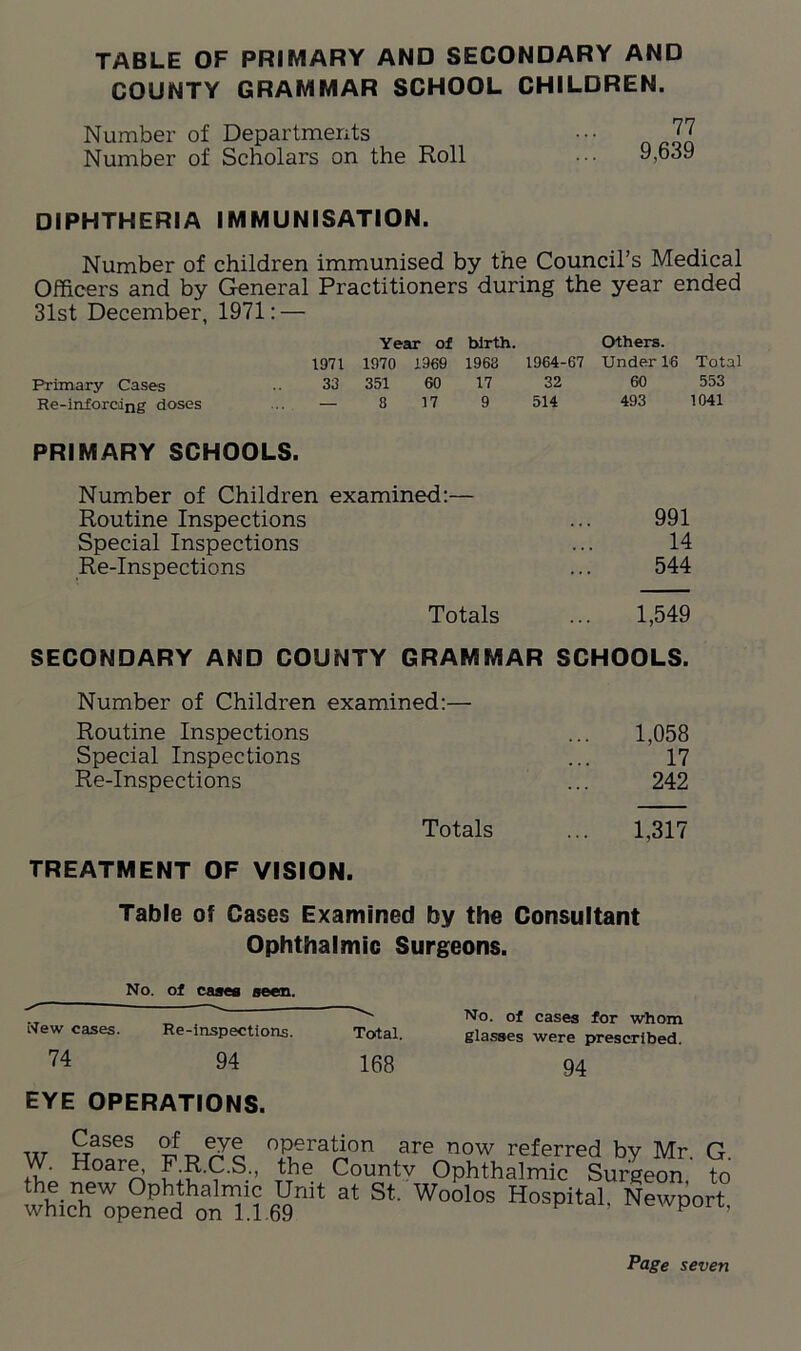 TABLE OF PRIMARY AND SECONDARY AND
COUNTY GRAMMAR SCHOOL CHILDREN.
Number of Departments ... 77
Number of Scholars on the Roll ... 9,639
DIPHTHERIA IMMUNISATION.
Number of children immunised by the Council's Medical
Officers and by General Practitioners during the year ended
31st December, 1971: —
Year of birth. Others.
1971 1970 1969 1968 1964-67 Under 16 Total
Primary Cases .. 33 351 60 17 32 60 553
Re-inforcing doses ... — 8 17 9 514 493 1041
PRIMARY SCHOOLS.
Number of Children examined:—
Routine Inspections ... 991
Special Inspections ... 14
Re-Inspections ... 544
Totals ... 1,549
SECONDARY AND COUNTY GRAMMAR SCHOOLS.
Number of Children examined:—
Routine Inspections ... 1,058
Special Inspections ... 17
Re-Inspections ... 242
Totals ... 1,317
TREATMENT OF VISION.
Table of Cases Examined by the Consultant
Ophthalmic Surgeons.
No. of cases seen.
New cases. Re-inspections. Total. No. of cases for whom
glasses were prescribed.
74 94 168 94
EYE OPERATIONS.
Cases of eye operation are now referred by Mr. G.
W. Hoare, F.R.C.S., the County Ophthalmic Surgeon, to
the new Ophthalmic Unit at St. Woolos Hospital, Newport,
which opened on 1.1.69
Page seven